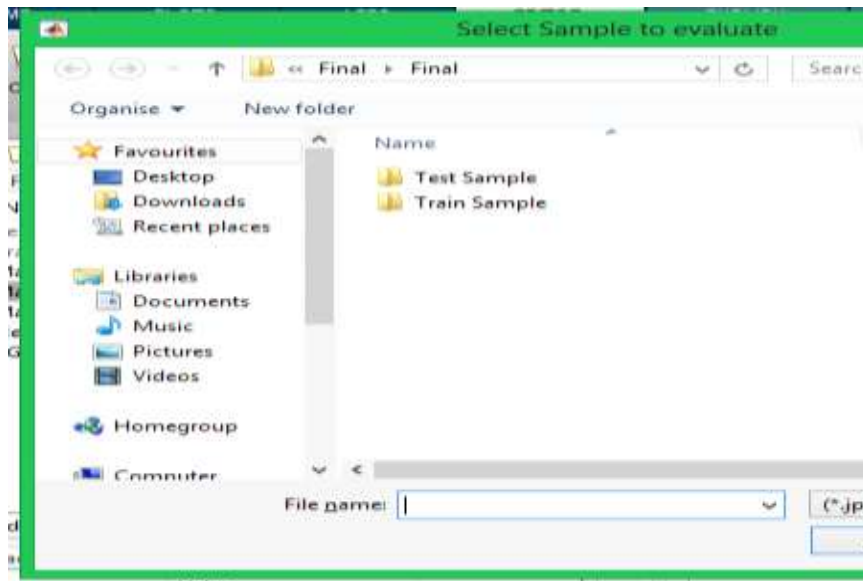 Select Sample to evaluate
« Final ▸ Final
Searc
Organise ▾ New folder
Name
Favourites
Desktop
Downloads
Recent places
Libraries
Documents
Music
Pictures
Videos
Homegroup
Computer
Test Sample
Train Sample
File name:
(*.jp